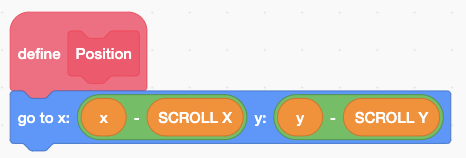 define Position
go to x: x - SCROLL X y: y - SCROLL Y